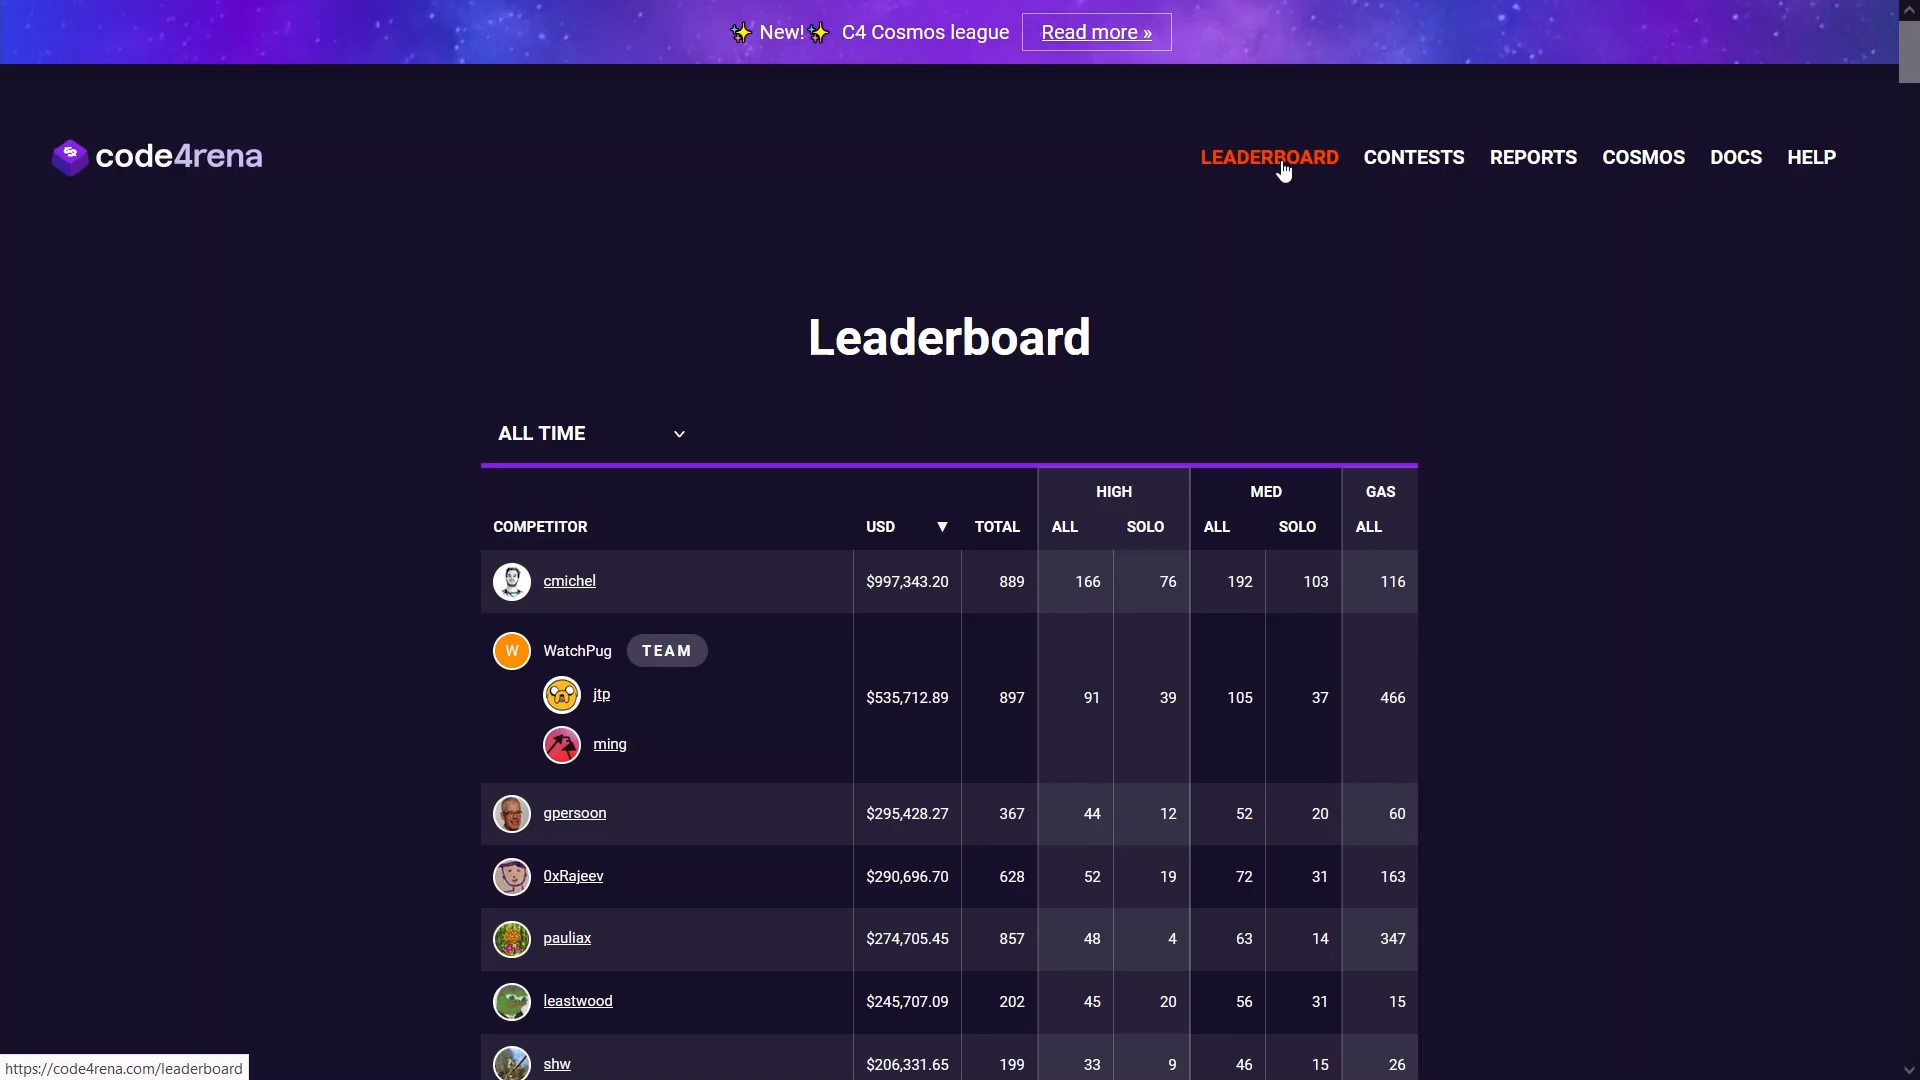 ✨ New!✨ C4 Cosmos league Read more »
code4rena
LEADERBOARD CONTESTS REPORTS COSMOS DOCS HELP
Leaderboard
ALL TIME
HIGH MED GAS
COMPETITOR USD ▼ TOTAL ALL SOLO ALL SOLO ALL
cmichel $997,343.20 889 166 76 192 103 116
W WatchPug TEAM
jtp $535,712.89 897 91 39 105 37 466
ming
gpersoon $295,428.27 367 44 12 52 20 60
0xRajeev $290,696.70 628 52 19 72 31 163
pauliax $274,705.45 857 48 4 63 14 347
leastwood $245,707.09 202 45 20 56 31 15
shw $206,331.65 199 33 9 46 15 26
https://code4rena.com/leaderboard